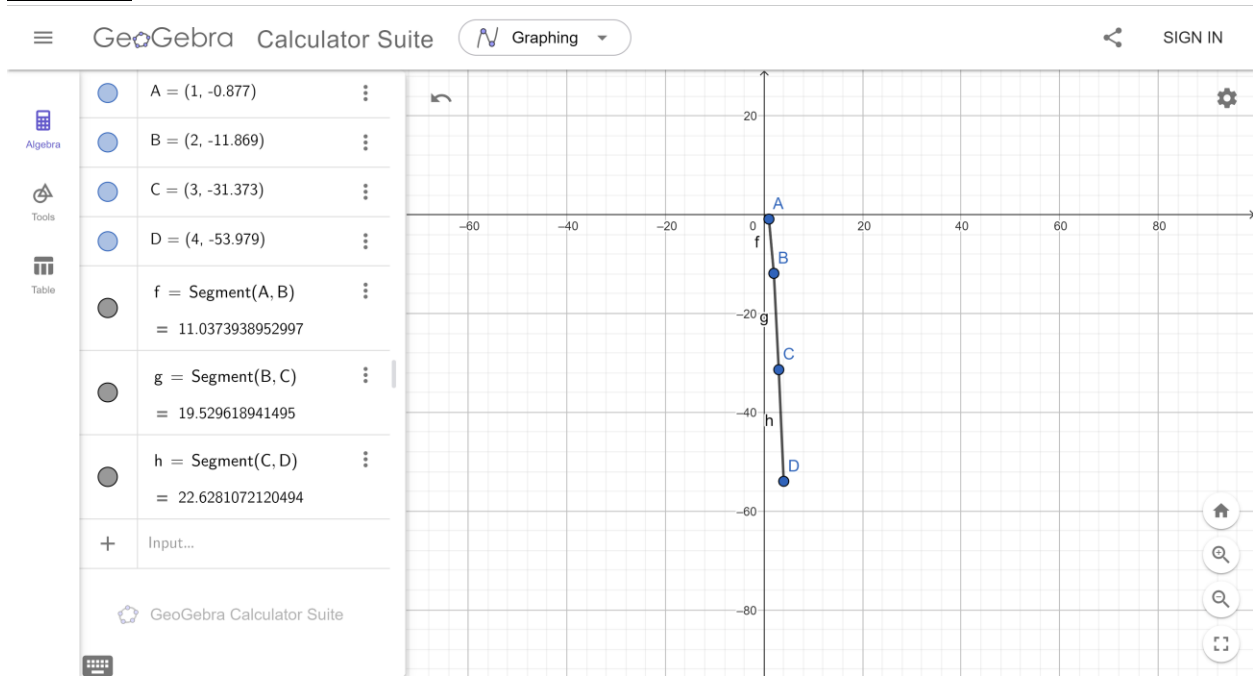 GeoGebra Calculator Suite Graphing SIGN IN
Algebra
Tools
Table
A = (1, -0.877)
B = (2, -11.869)
C = (3, -31.373)
D = (4, -53.979)
f = Segment(A, B)
= 11.0373938952997
g = Segment(B, C)
= 19.529618941495
h = Segment(C, D)
= 22.6281072120494
+ Input...
GeoGebra Calculator Suite
20
A
–60 –40 –20 0 20 40 60 80
f
B
–20 g
C
–40 h
D
–60
–80